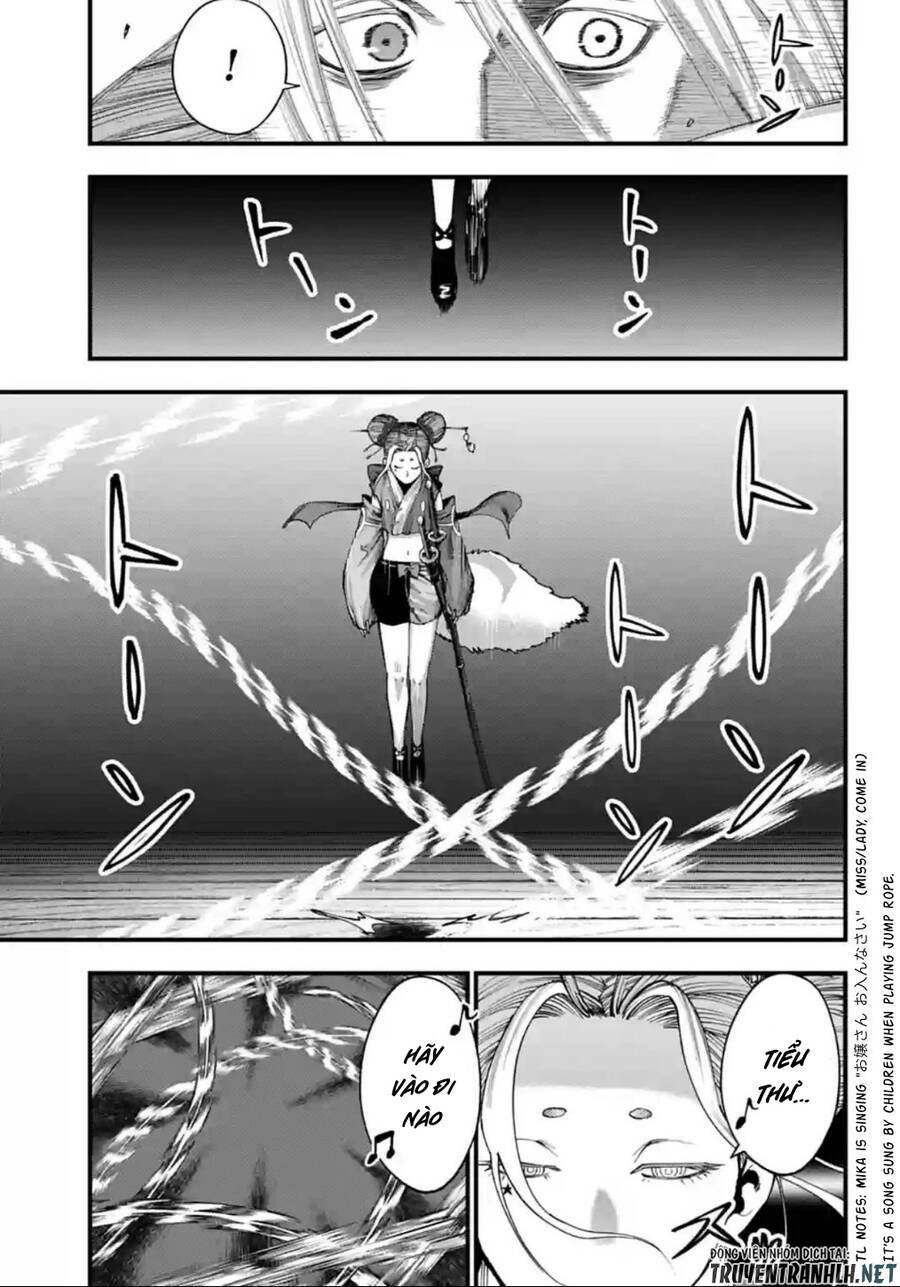 !
トーン
トーン
トーン
トーン
トーン
トーン
TIỂU
THƯ...
HÃY
VÀO ĐI
NÀO
TL NOTES: MIKA IS SINGING "お嬢さん お入んなさい" (MISS/LADY, COME IN)
IT'S A SONG SUNG BY CHILDREN WHEN PLAYING JUMP ROPE.
ĐỘNG VIÊN NHÓM DỊCH TẠI:
TRUYENTRANHLH.NET